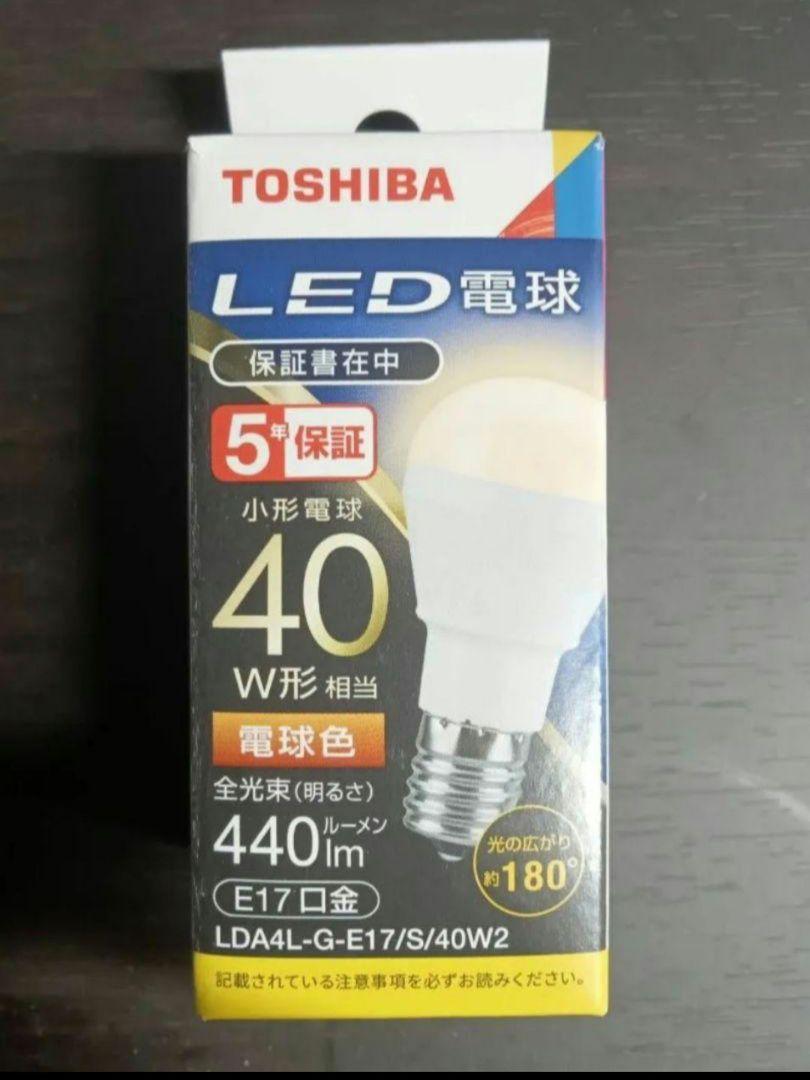 TOSHIBA
LED電球
保証書在中
5年保証
小形電球
40
W形相当
電球色
全光束(明るさ)
440lm ルーメン
光の広がり
約180°
E17口金
LDA4L-G-E17/S/40W2
記載されている注意事項を必ずお読みください。